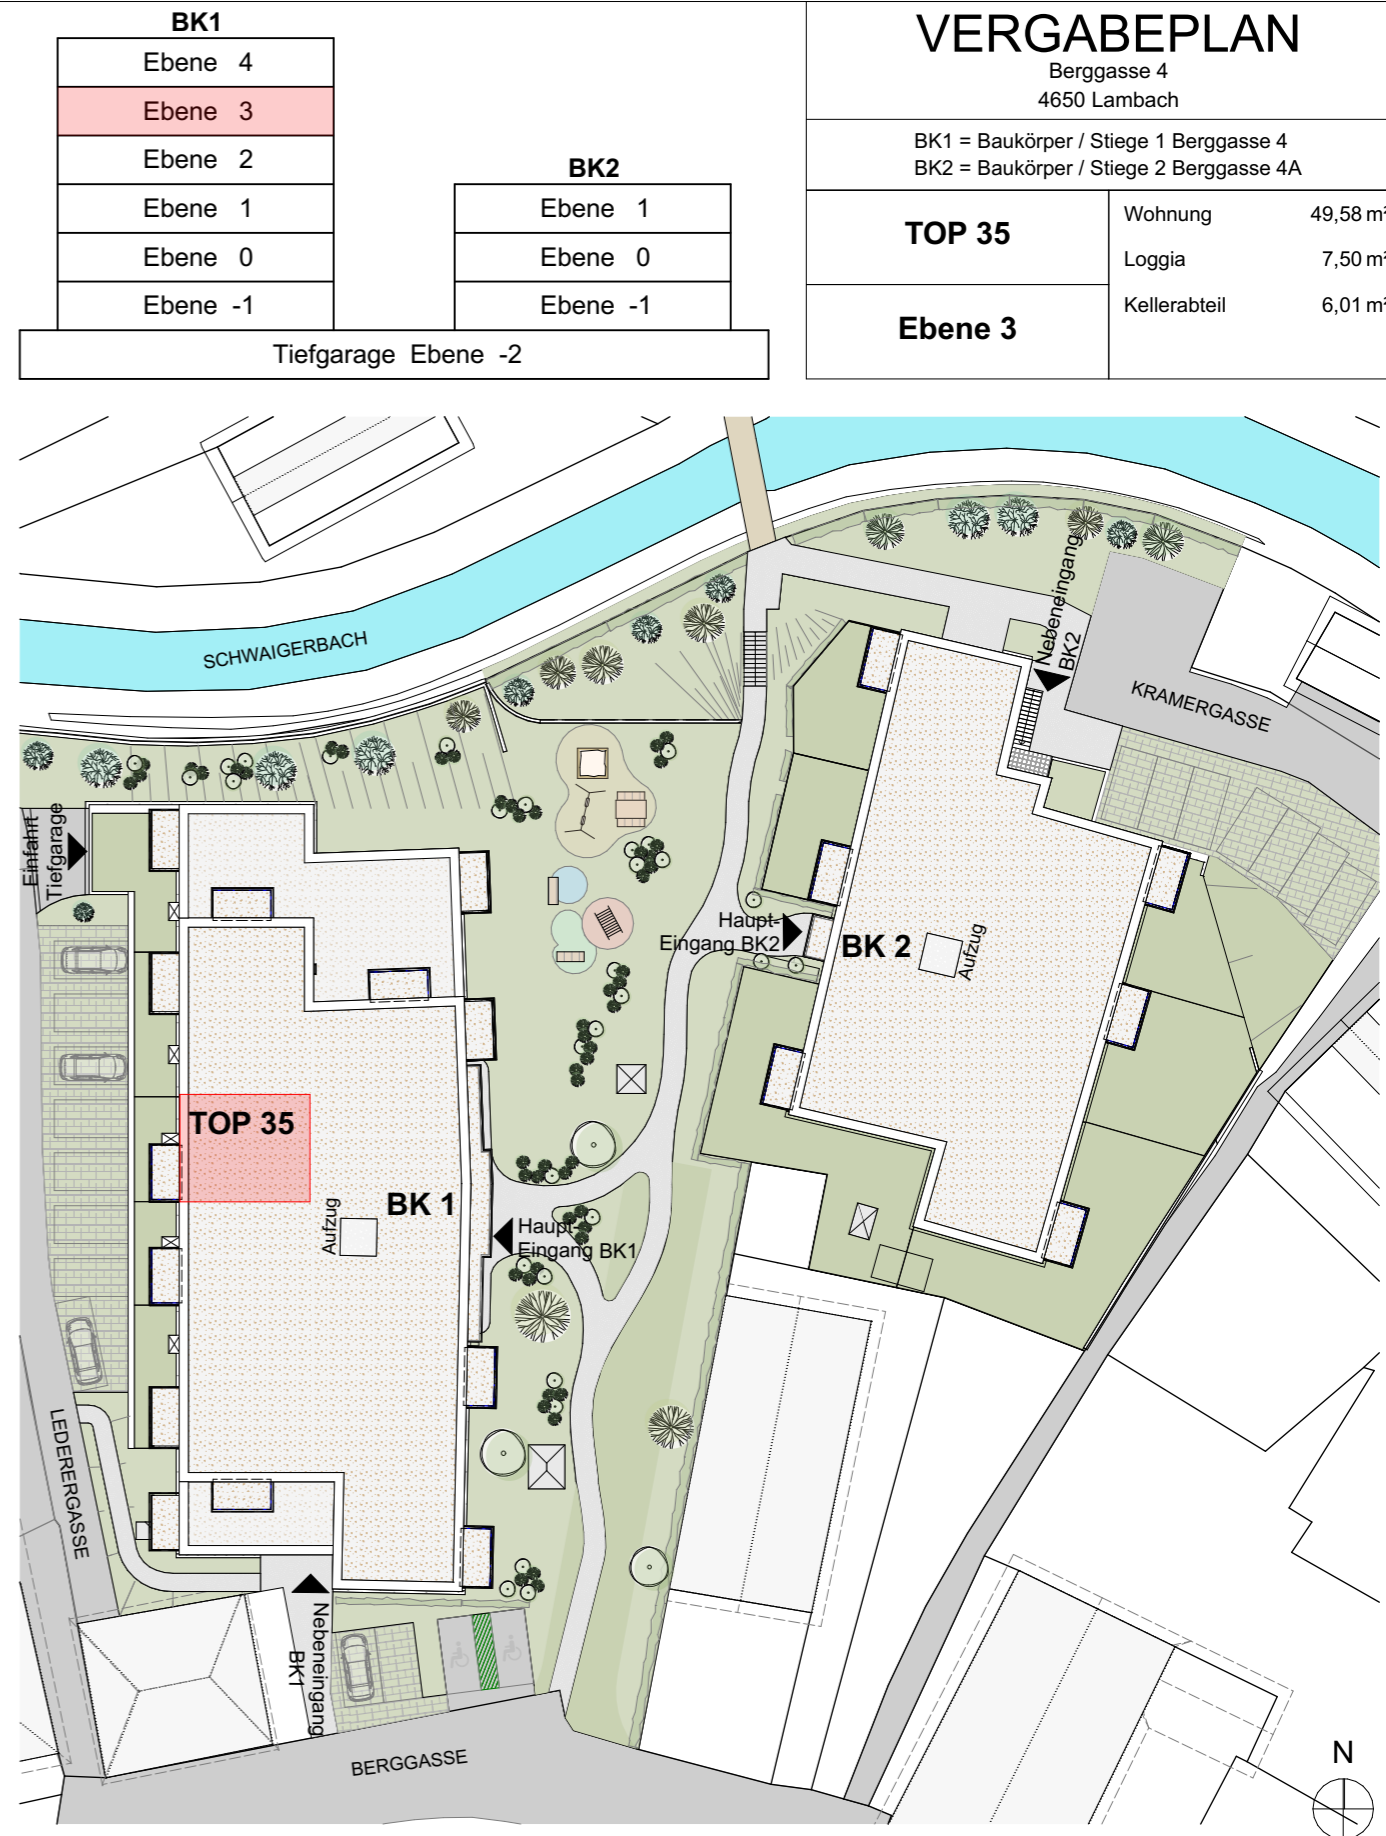 BK1
Ebene 4
Ebene 3
Ebene 2
Ebene 1
Ebene 0
Ebene -1
BK2
Ebene 1
Ebene 0
Ebene -1
Tiefgarage Ebene -2
VERGABEPLAN
Berggasse 4
4650 Lambach
BK1 = Baukörper / Stiege 1 Berggasse 4
BK2 = Baukörper / Stiege 2 Berggasse 4A
TOP 35
Ebene 3
Wohnung 49,58 m²
Loggia 7,50 m²
Kellerabteil 6,01 m²
SCHWAIGERBACH
Nebeneingang
BK2
KRAMERGASSE
Einfahrt
Tiefgarage
Haupt-
Eingang BK2
BK 2
Aufzug
TOP 35
BK 1
Aufzug
Haupt-
Eingang BK1
LEDERERGASSE
Nebeneingang
BK1
BERGGASSE
N